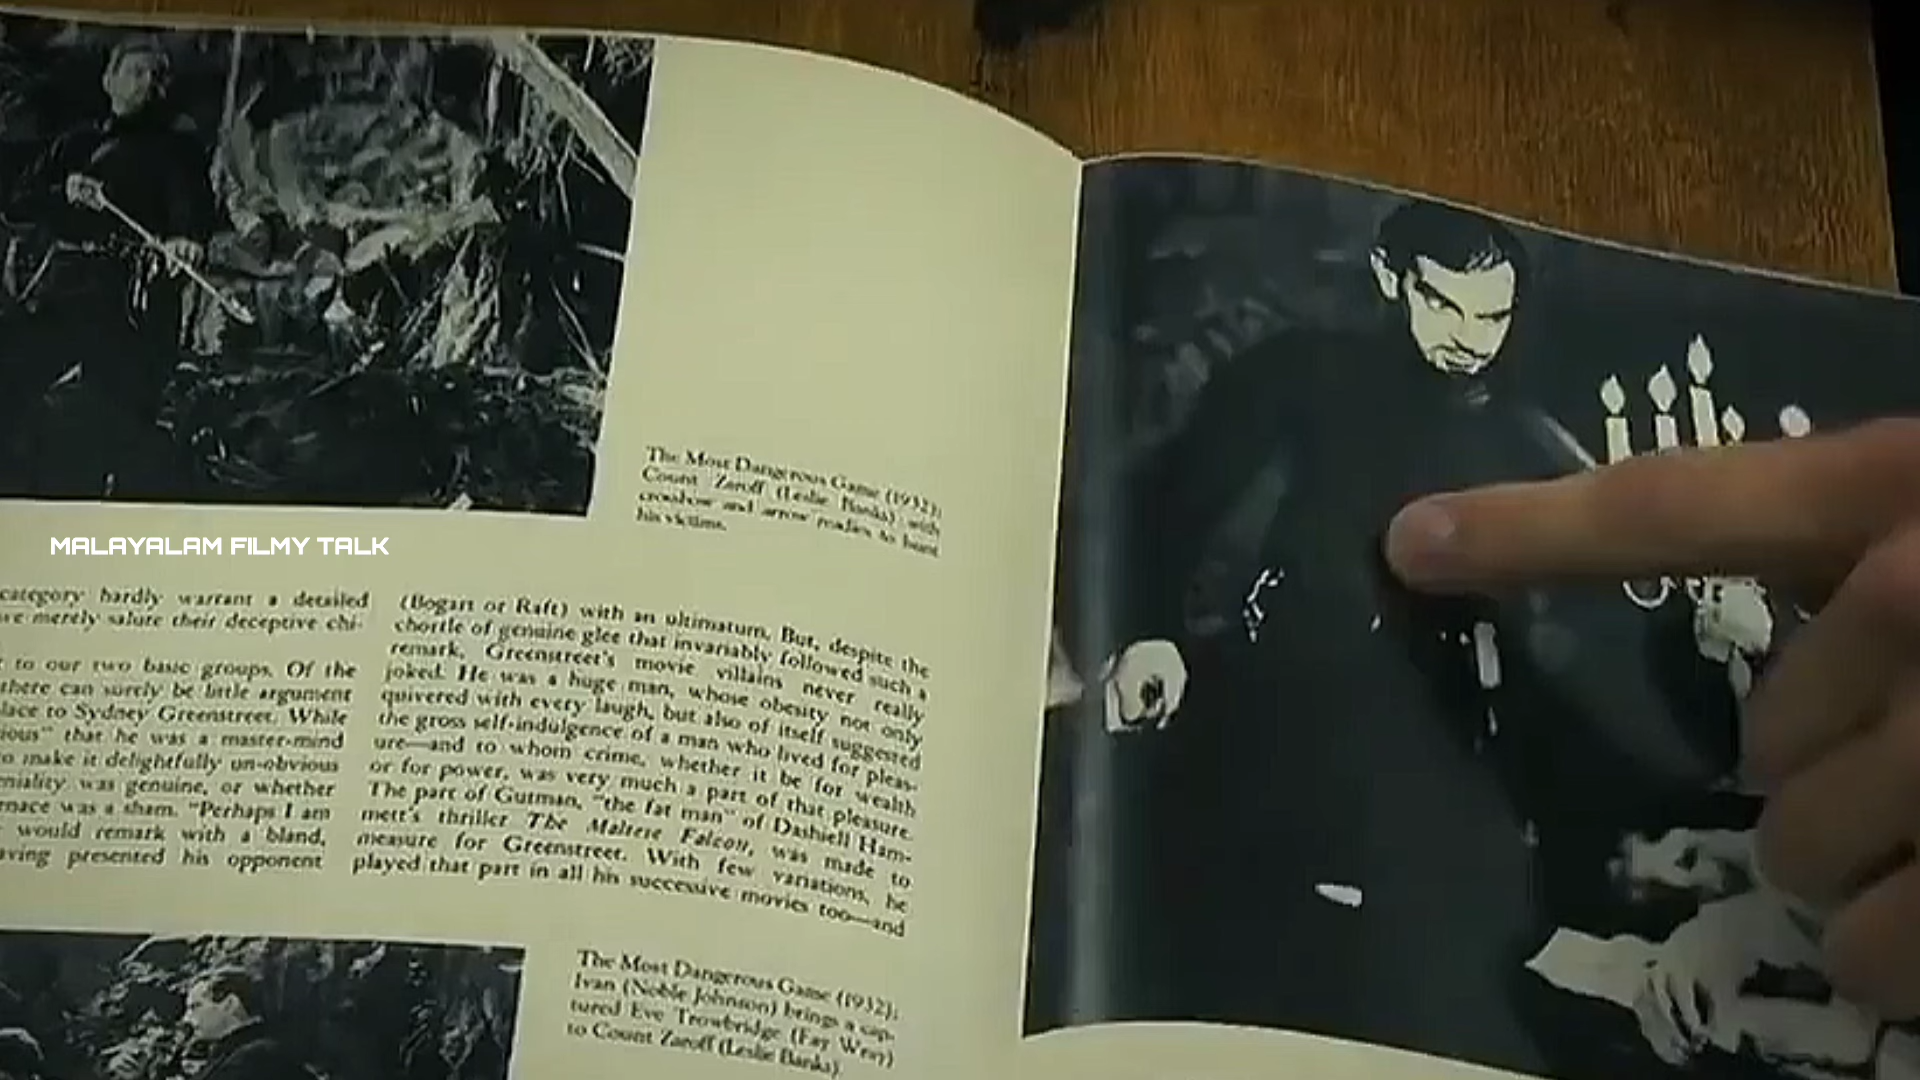 The Most Dangerous Game (1932):
Count Zaroff (Leslie Banks) with
crossbow and arrow readies to hunt
his victims.
MALAYALAM FILMY TALK
category hardly warrant a detailed
we merely salute their deceptive chi-
to our two basic groups. Of the
there can surely be little argument
lace to Sydney Greenstreet. While
ious" that he was a master-mind
o make it delightfully un-obvious
niality was genuine, or whether
rnace was a sham. "Perhaps I am
would remark with a bland,
aving presented his opponent
(Bogart or Raft) with an ultimatum. But, despite the
chortle of genuine glee that invariably followed such a
remark, Greenstreet's movie villains never really
joked. He was a huge man, whose obesity not only
quivered with every laugh, but also of itself suggested
the gross self-indulgence of a man who lived for pleas-
ure—and to whom crime, whether it be for wealth
or for power, was very much a part of that pleasure.
The part of Gutman, "the fat man" of Dashiell Ham-
mett's thriller The Maltese Falcon, was made to
measure for Greenstreet. With few variations, he
played that part in all his successive movies too—and
The Most Dangerous Game (1932):
Ivan (Noble Johnson) brings a cap-
tured Eve Trowbridge (Fay Wray)
to Count Zaroff (Leslie Banks).